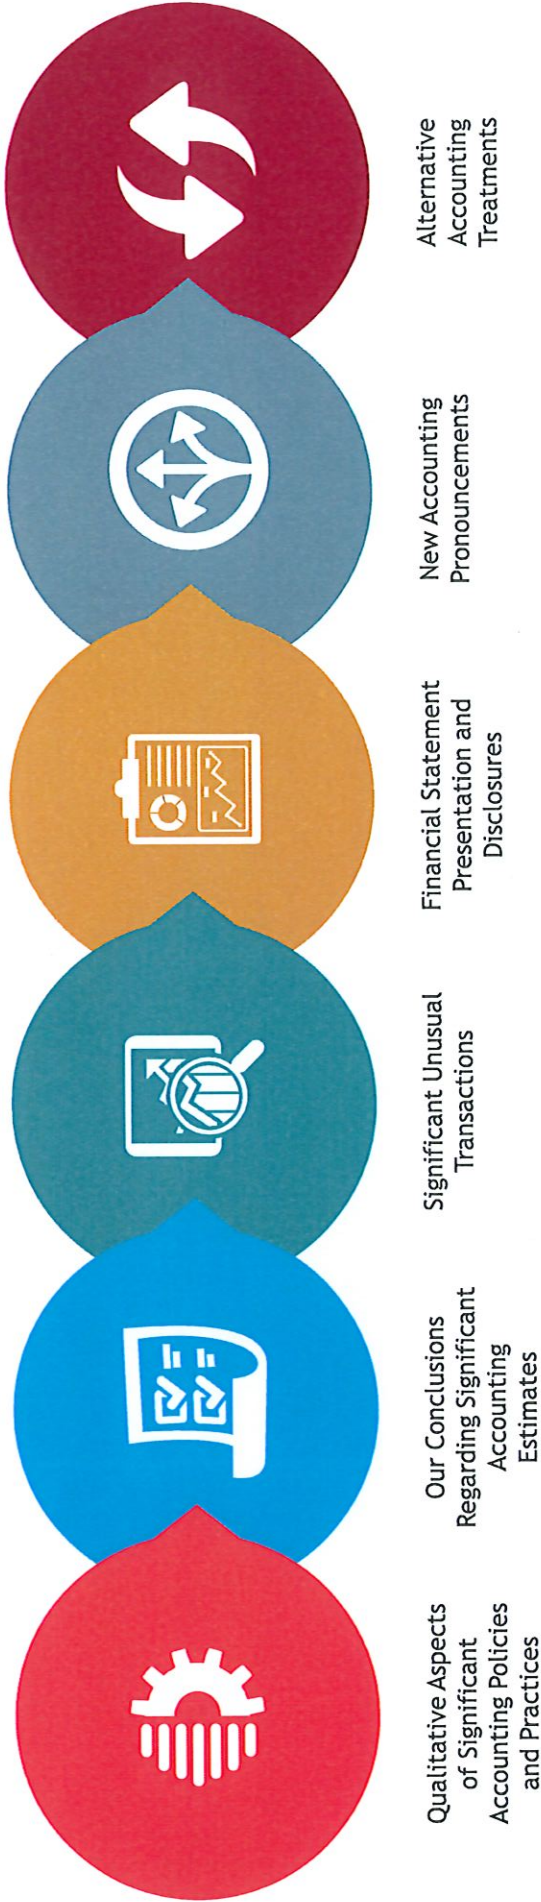 Qualitative Aspects
of Significant
Accounting Policies
and Practices
Our Conclusions
Regarding Significant
Accounting
Estimates
Significant Unusual
Transactions
Financial Statement
Presentation and
Disclosures
New Accounting
Pronouncements
Alternative
Accounting
Treatments